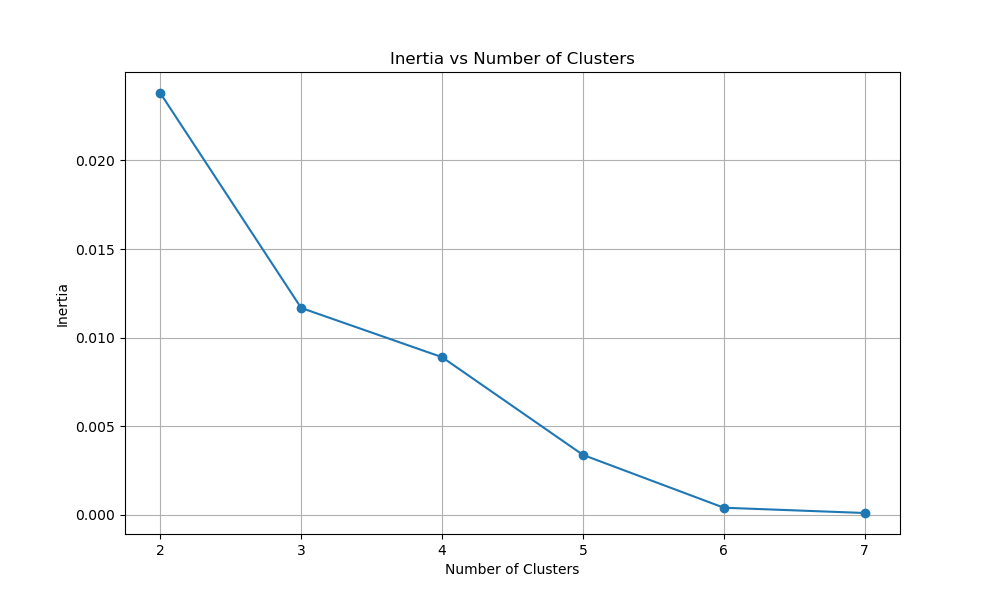 Inertia vs Number of Clusters
Inertia
0.020
0.015
0.010
0.005
0.000
2 3 4 5 6 7
Number of Clusters